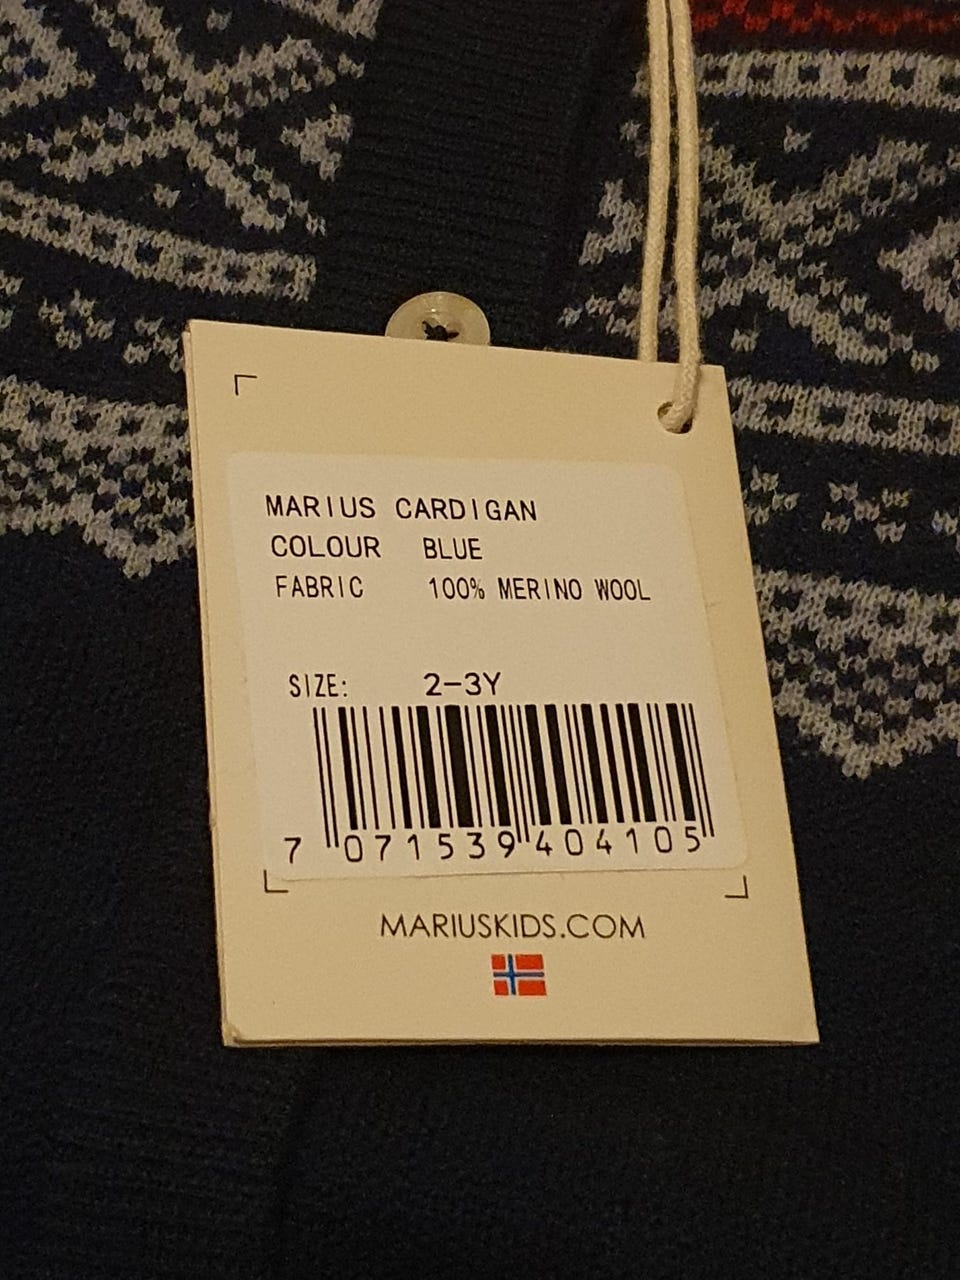 MARIUS CARDIGAN
COLOUR BLUE
FABRIC 100% MERINO WOOL
SIZE: 2-3Y
7 071539 404105
MARIUSKIDS.COM